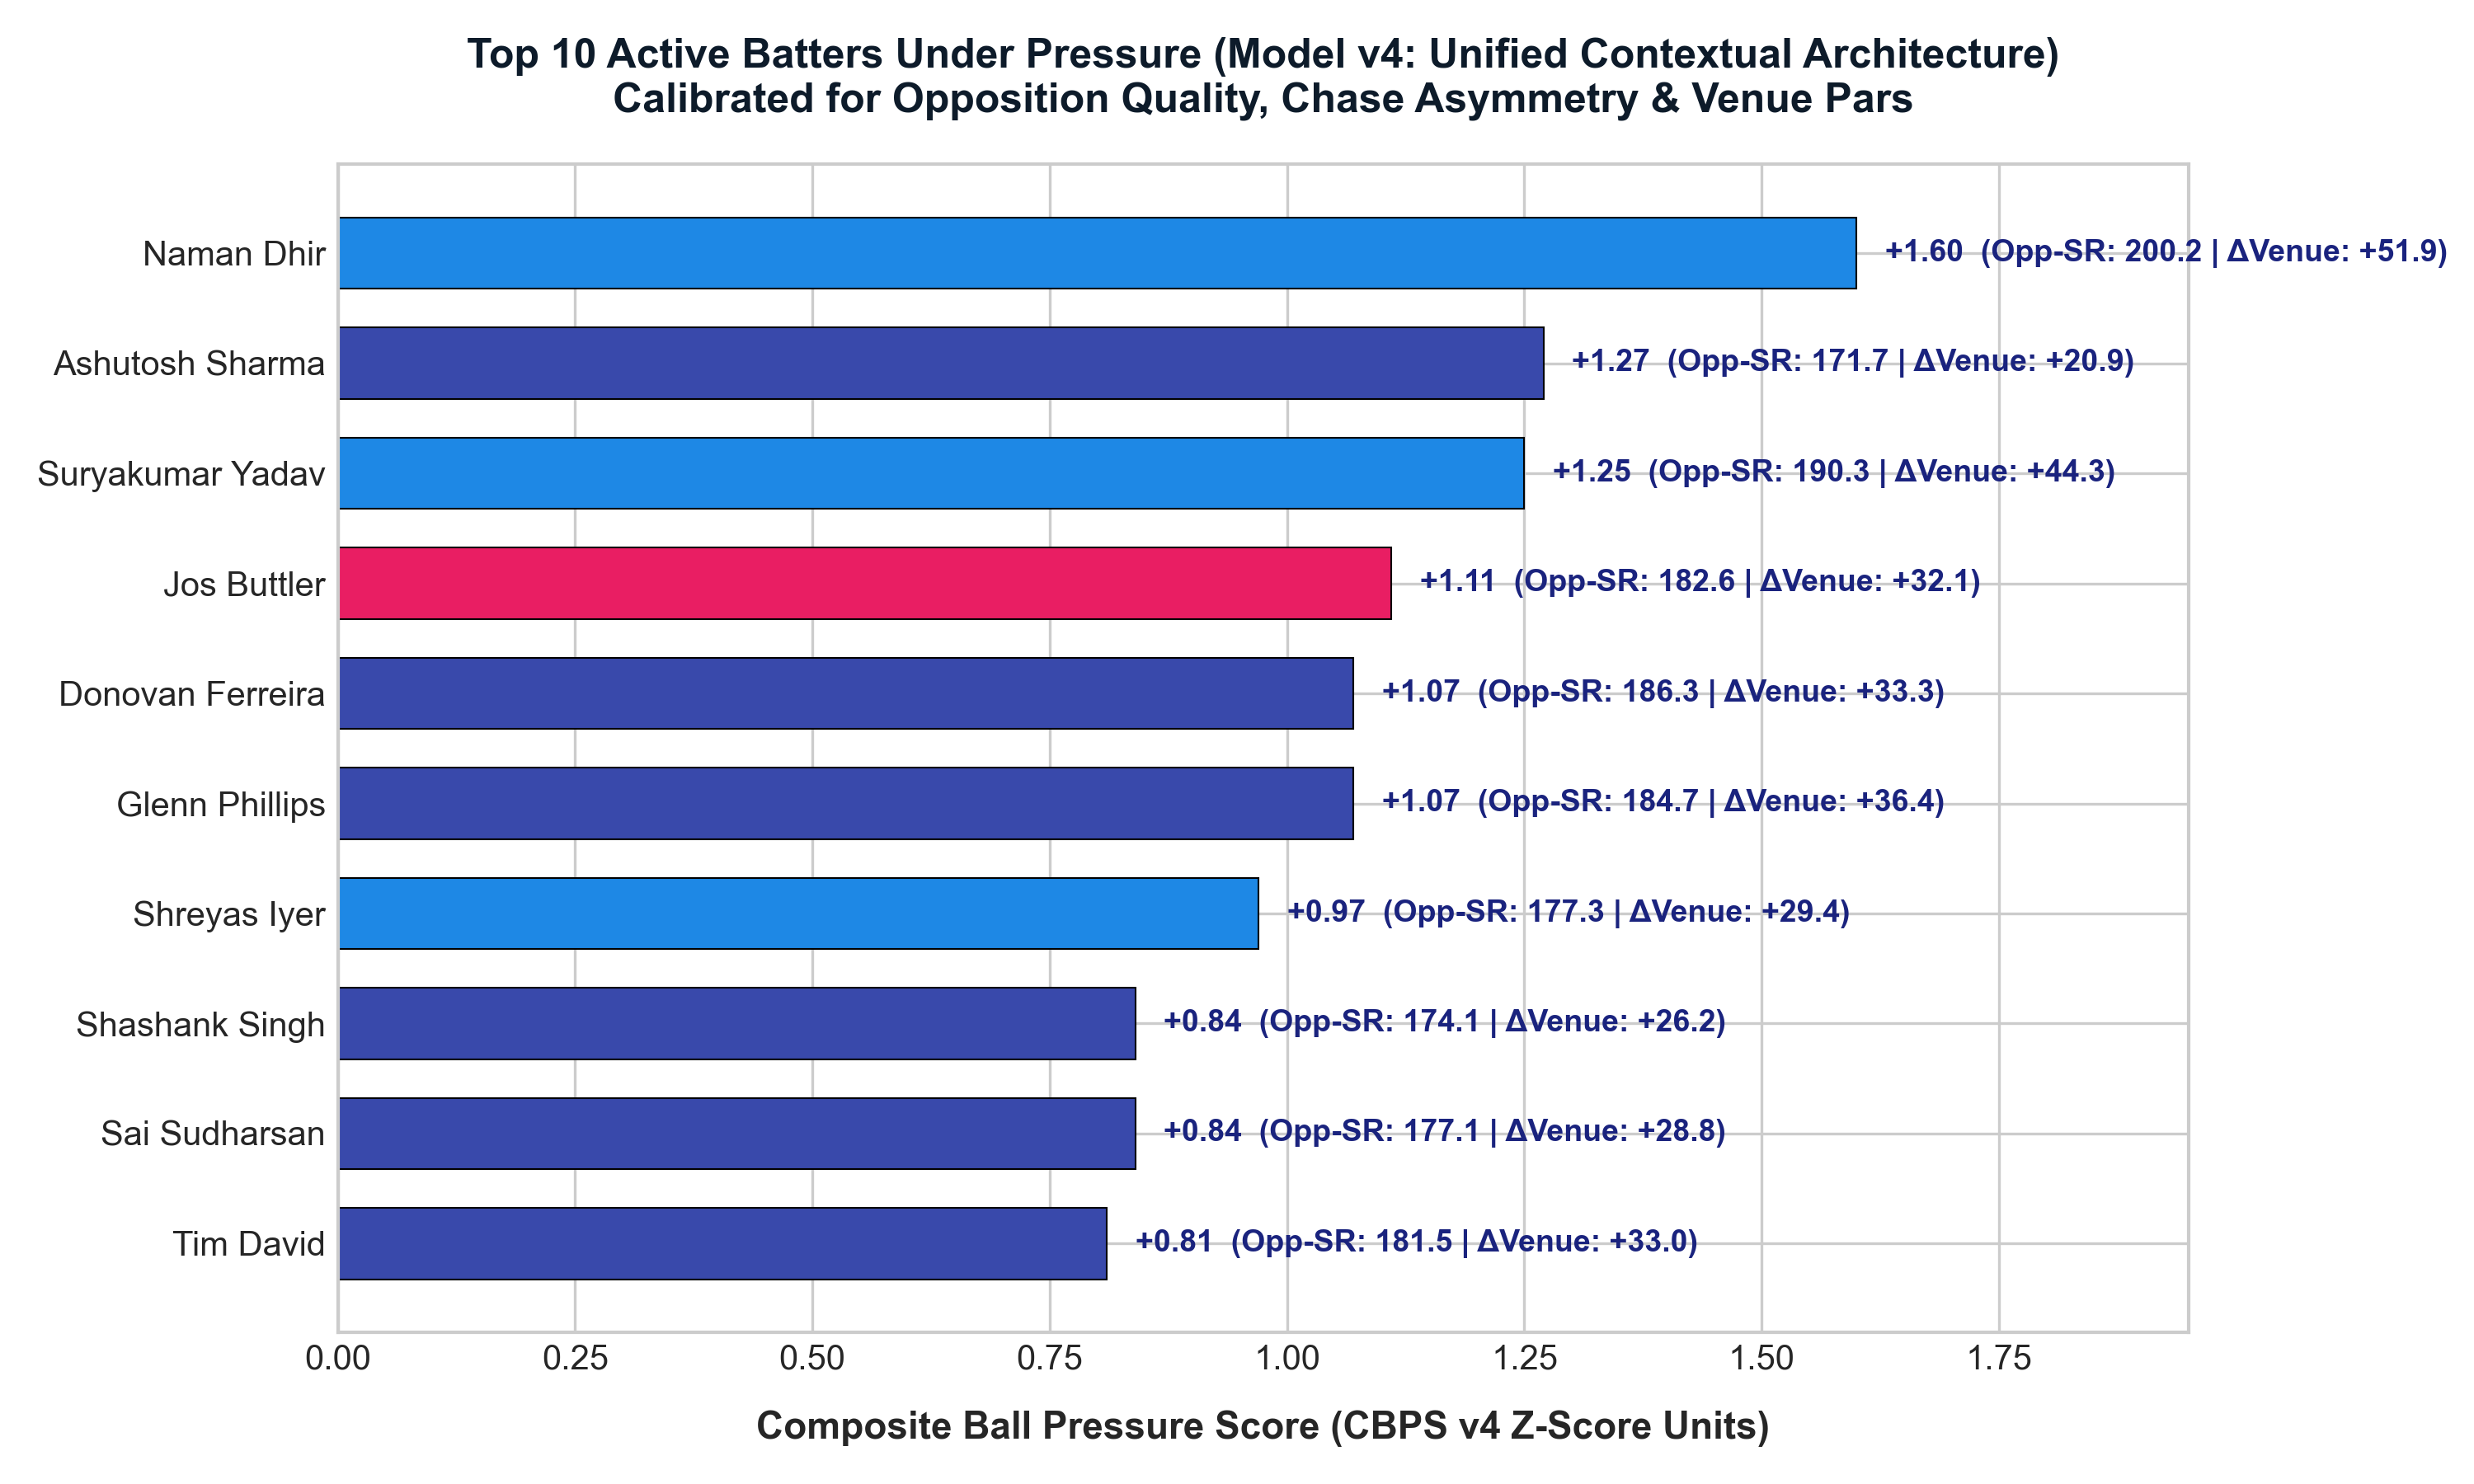 Top 10 Active Batters Under Pressure (Model v4: Unified Contextual Architecture)
Calibrated for Opposition Quality, Chase Asymmetry & Venue Pars
Naman Dhir +1.60 (Opp-SR: 200.2 | ΔVenue: +51.9)
Ashutosh Sharma +1.27 (Opp-SR: 171.7 | ΔVenue: +20.9)
Suryakumar Yadav +1.25 (Opp-SR: 190.3 | ΔVenue: +44.3)
Jos Buttler +1.11 (Opp-SR: 182.6 | ΔVenue: +32.1)
Donovan Ferreira +1.07 (Opp-SR: 186.3 | ΔVenue: +33.3)
Glenn Phillips +1.07 (Opp-SR: 184.7 | ΔVenue: +36.4)
Shreyas Iyer +0.97 (Opp-SR: 177.3 | ΔVenue: +29.4)
Shashank Singh +0.84 (Opp-SR: 174.1 | ΔVenue: +26.2)
Sai Sudharsan +0.84 (Opp-SR: 177.1 | ΔVenue: +28.8)
Tim David +0.81 (Opp-SR: 181.5 | ΔVenue: +33.0)
0.00 0.25 0.50 0.75 1.00 1.25 1.50 1.75
Composite Ball Pressure Score (CBPS v4 Z-Score Units)